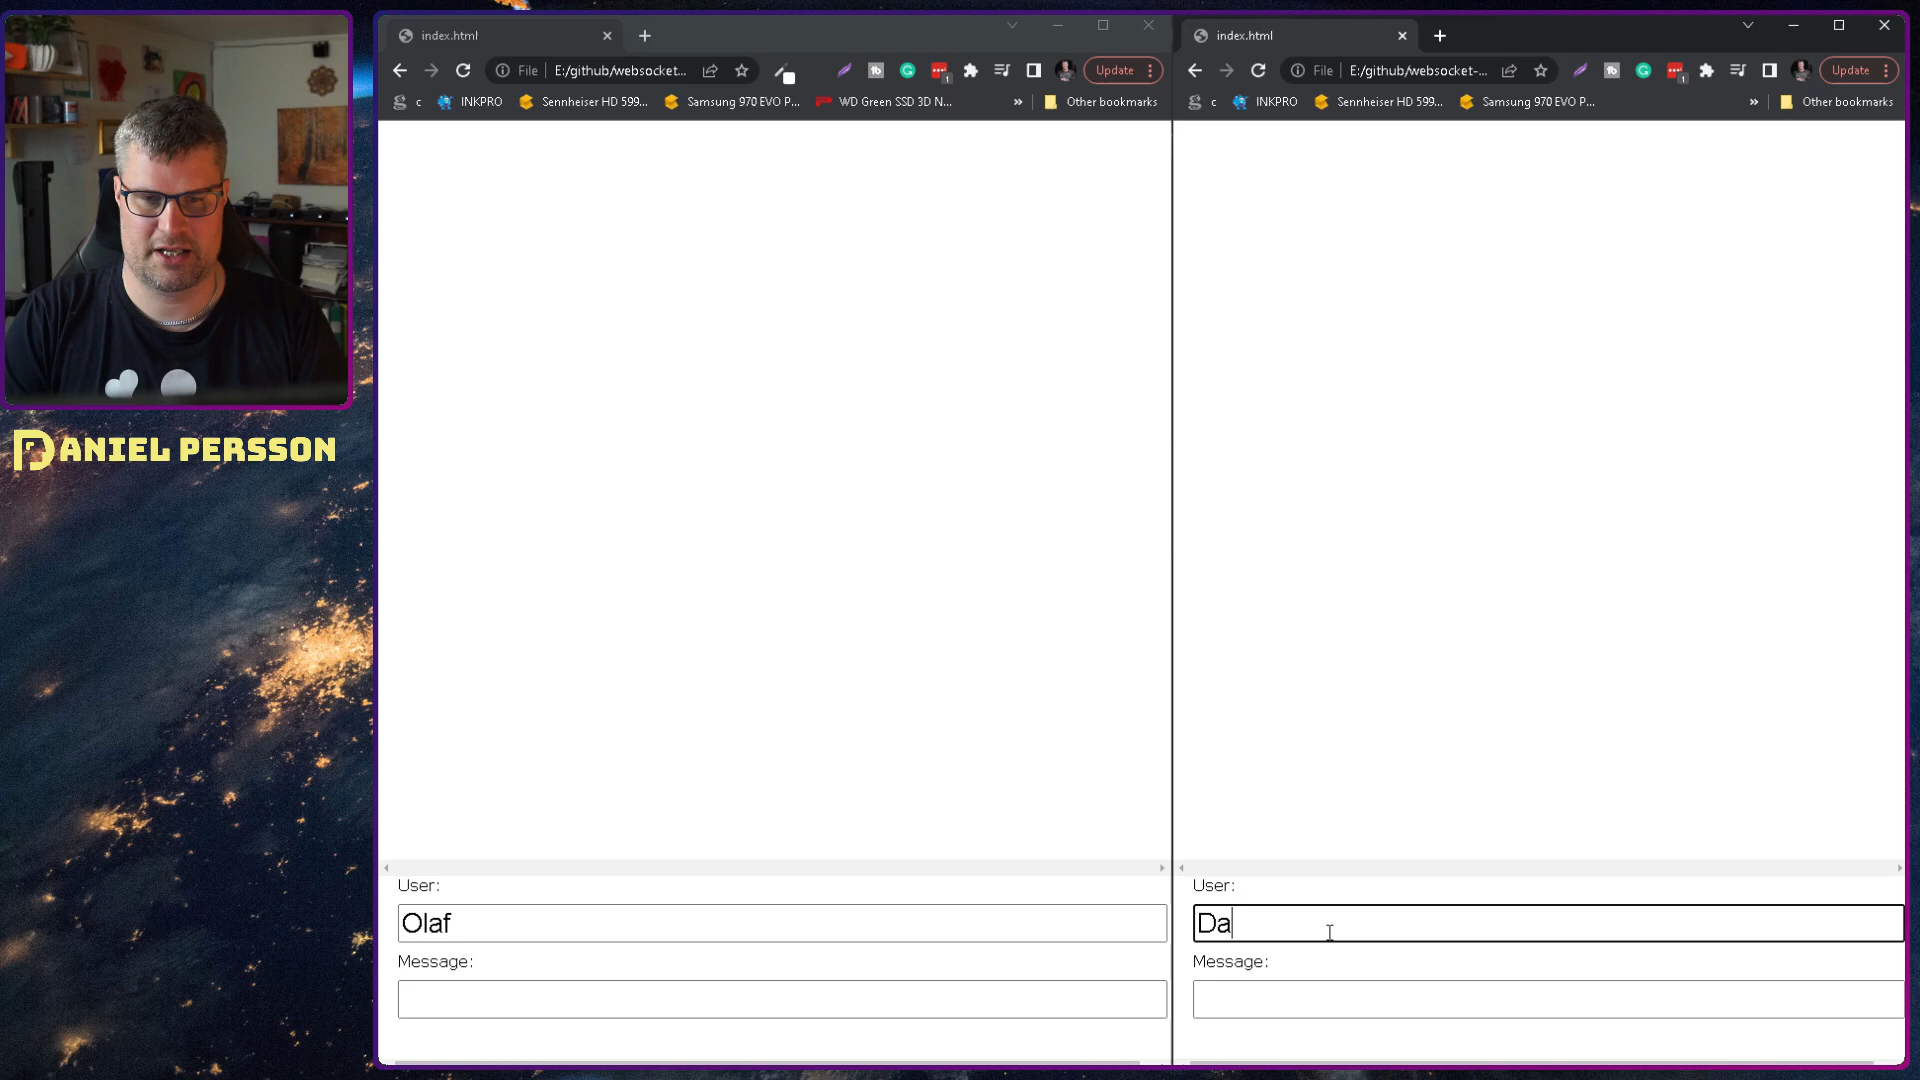 index.html
File
E:/github/websocket...
Update
c
INKPRO
Sennheiser HD 599...
Samsung 970 EVO P...
WD Green SSD 3D N...
»
Other bookmarks
User:
Olaf
Message:
index.html
File
E:/github/websocket-...
Update
c
INKPRO
Sennheiser HD 599...
Samsung 970 EVO P...
»
Other bookmarks
User:
Da
Message:
DANIEL PERSSON